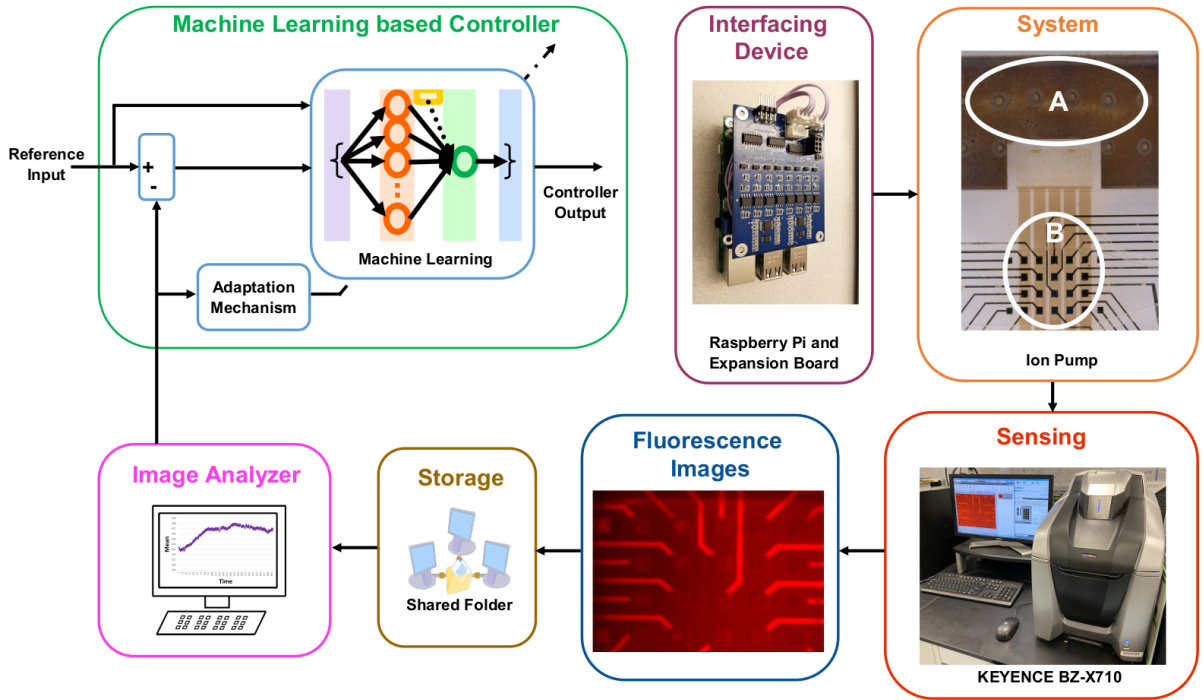 Machine Learning based Controller
Reference
Input
+
-
Machine Learning
Adaptation
Mechanism
Controller
Output
Interfacing
Device
Raspberry Pi and
Expansion Board
System
A
B
Ion Pump
Image Analyzer
Mean
Time
Storage
Shared Folder
Fluorescence
Images
Sensing
KEYENCE BZ-X710